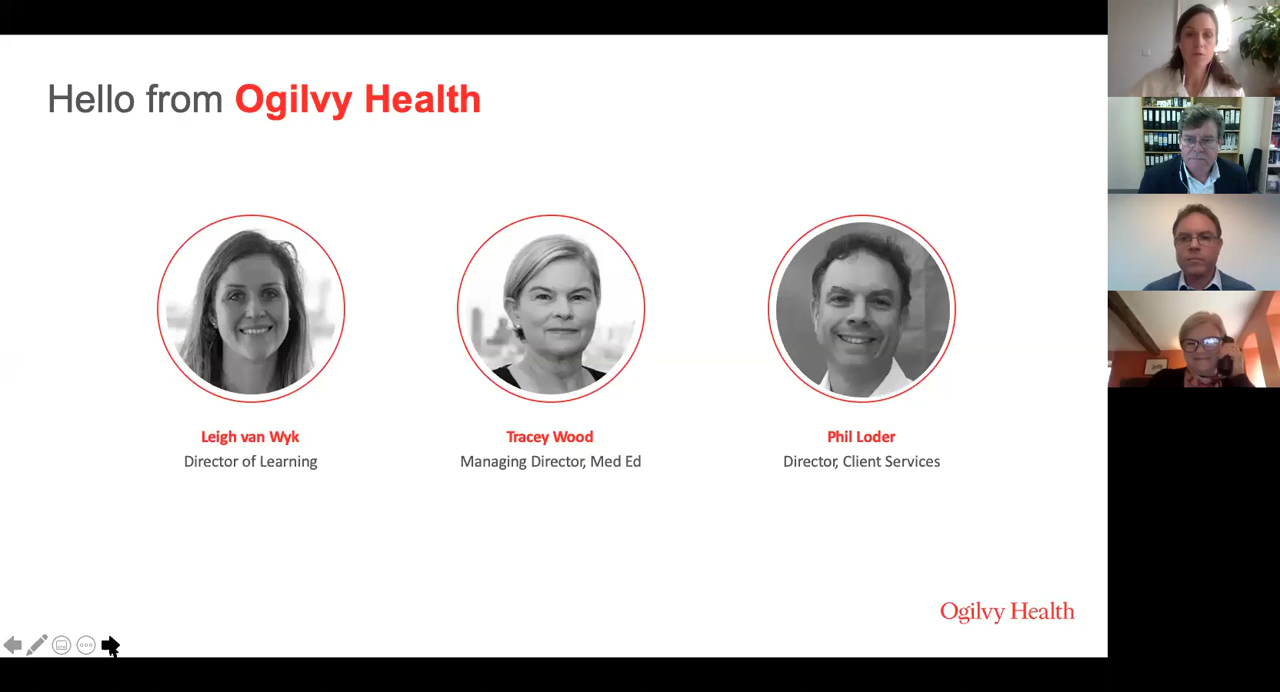 Hello from Ogilvy Health
Leigh van Wyk
Director of Learning
Tracey Wood
Managing Director, Med Ed
Phil Loder
Director, Client Services
Ogilvy Health